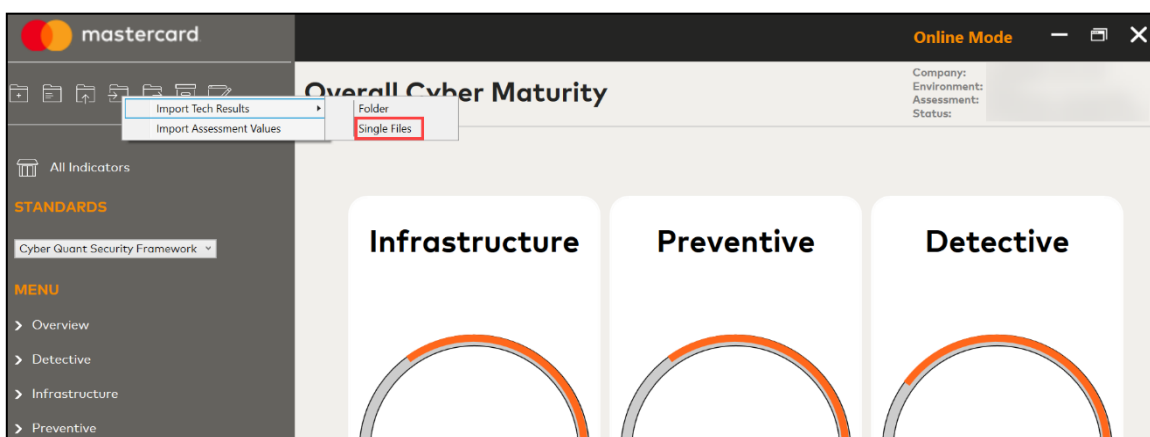 mastercard
Online Mode
Overall Cyber Maturity
Company:
Environment:
Assessment:
Status:
Import Tech Results
Import Assessment Values
Folder
Single Files
All Indicators
STANDARDS
Cyber Quant Security Framework
MENU
Overview
Detective
Infrastructure
Preventive
Infrastructure
Preventive
Detective